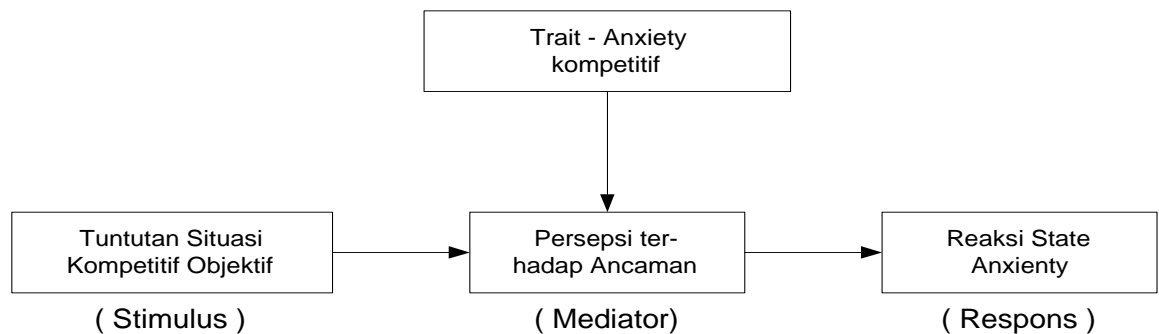 Trait - Anxiety
kompetitif
Tuntutan Situasi
Kompetitif Objektif
Persepsi ter-
hadap Ancaman
Reaksi State
Anxienty
( Stimulus )
( Mediator)
( Respons )